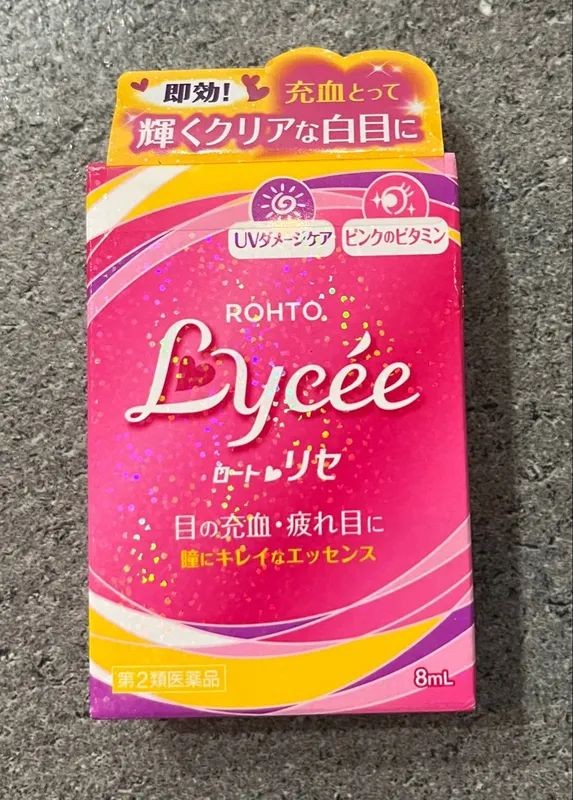 即効! 充血とって
輝くクリアな白目に
UVダメージケア ピンクのビタミン
ROHTO®
Lycée
ロート リセ
目の充血・疲れ目に
瞳にキレイなエッセンス
第2類医薬品 8mL